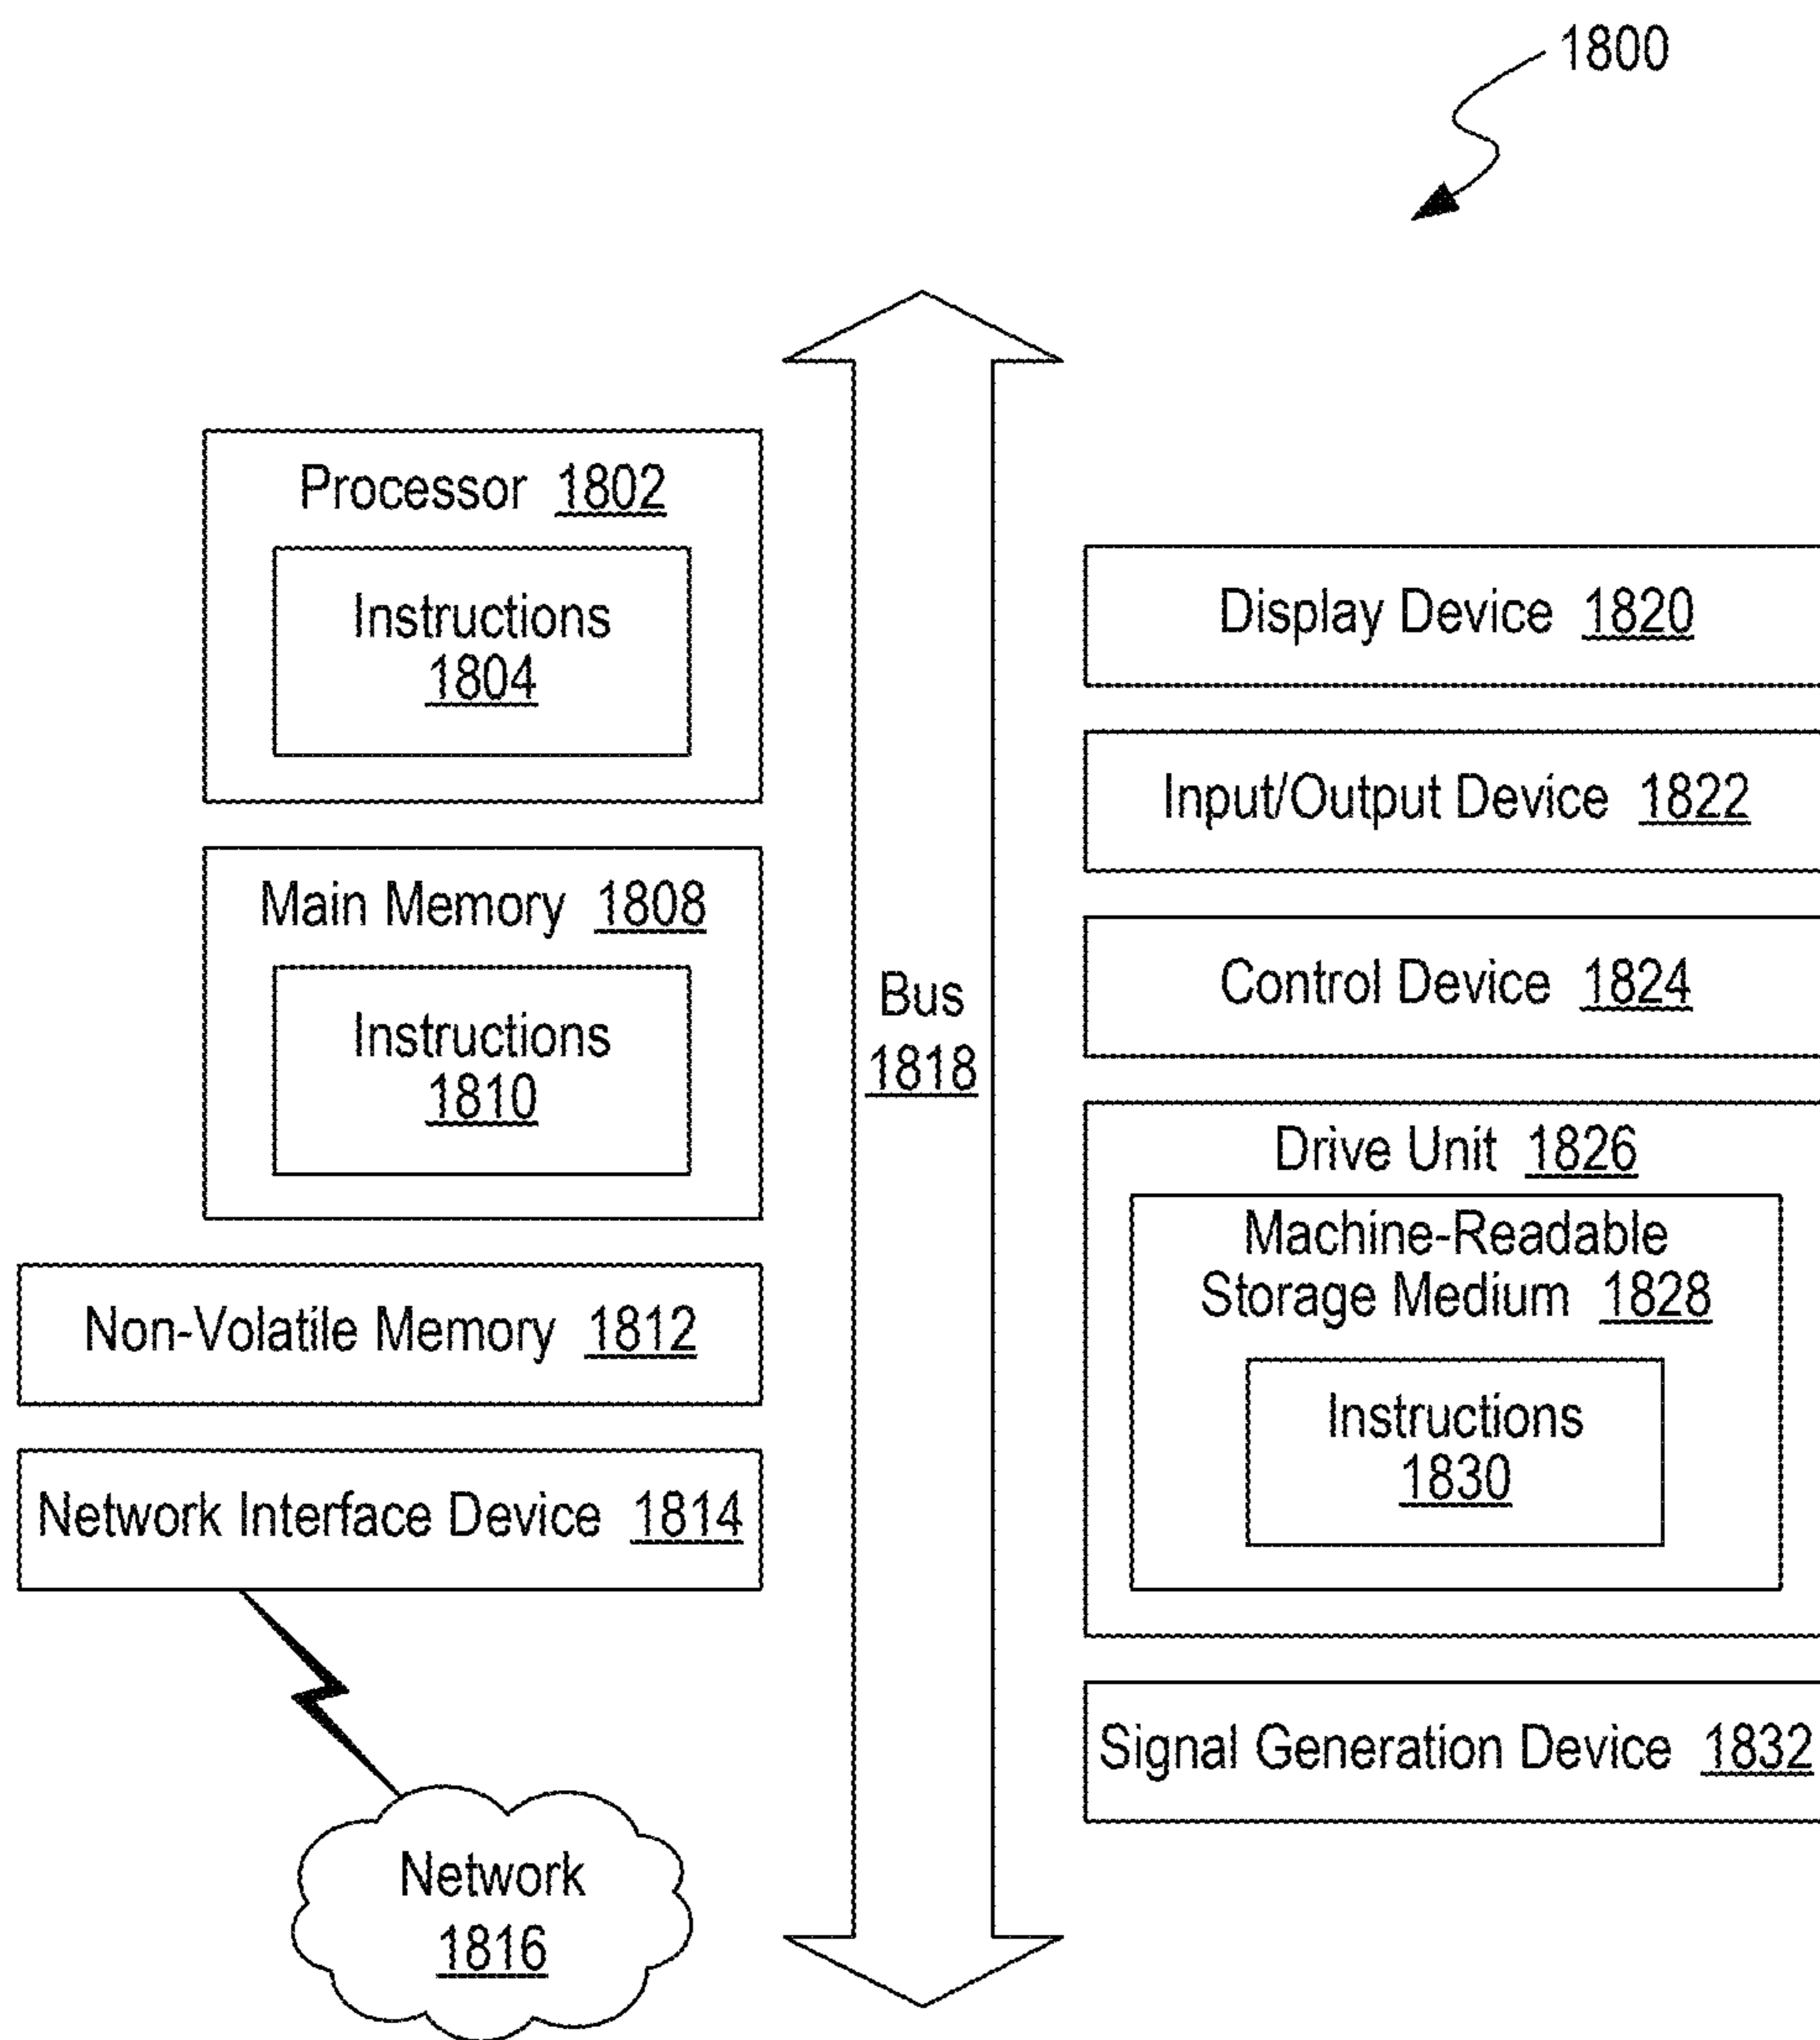 1800
Processor 1802
Instructions
1804
Main Memory 1808
Instructions
1810
Non-Volatile Memory 1812
Network Interface Device 1814
Network
1816
Bus
1818
Display Device 1820
Input/Output Device 1822
Control Device 1824
Drive Unit 1826
Machine-Readable
Storage Medium 1828
Instructions
1830
Signal Generation Device 1832